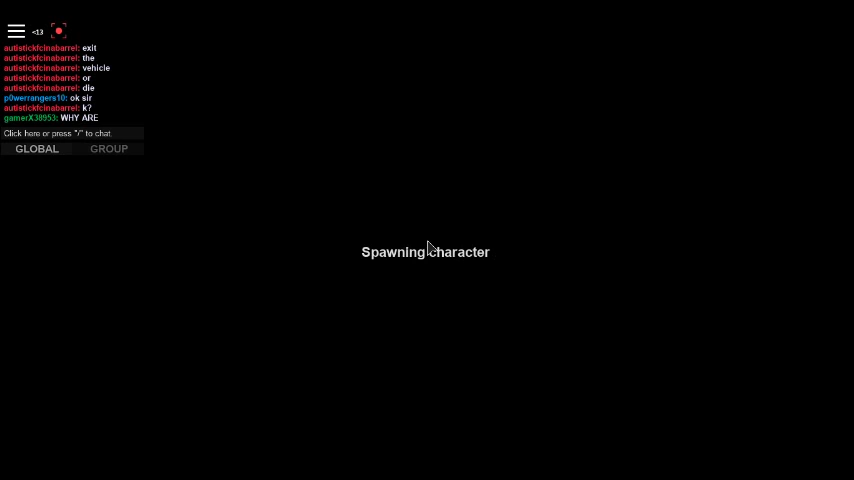 <13
autistickfcinabarrel: exit
autistickfcinabarrel: the
autistickfcinabarrel: vehicle
autistickfcinabarrel: or
autistickfcinabarrel: die
p0werrangers10: ok sir
autistickfcinabarrel: k?
gamerX38953: WHY ARE
Click here or press "/" to chat.
GLOBAL GROUP
Spawning character